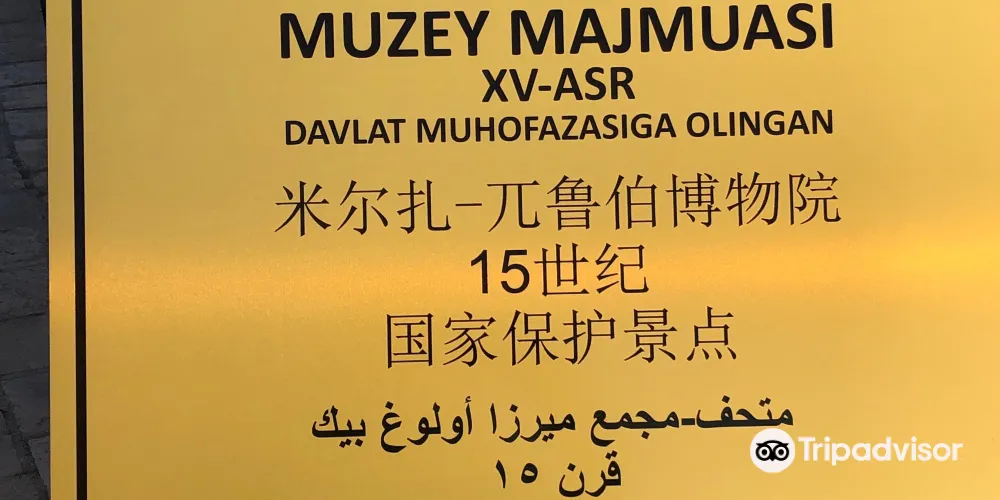 MUZEY MAJMUASI
XV-ASR
DAVLAT MUHOFAZASIGA OLINGAN
米尔扎-兀鲁伯博物院
15世纪
国家保护景点
متحف-مجمع ميرزا أولوغ بيك
قرن ١٥
Tripadvisor